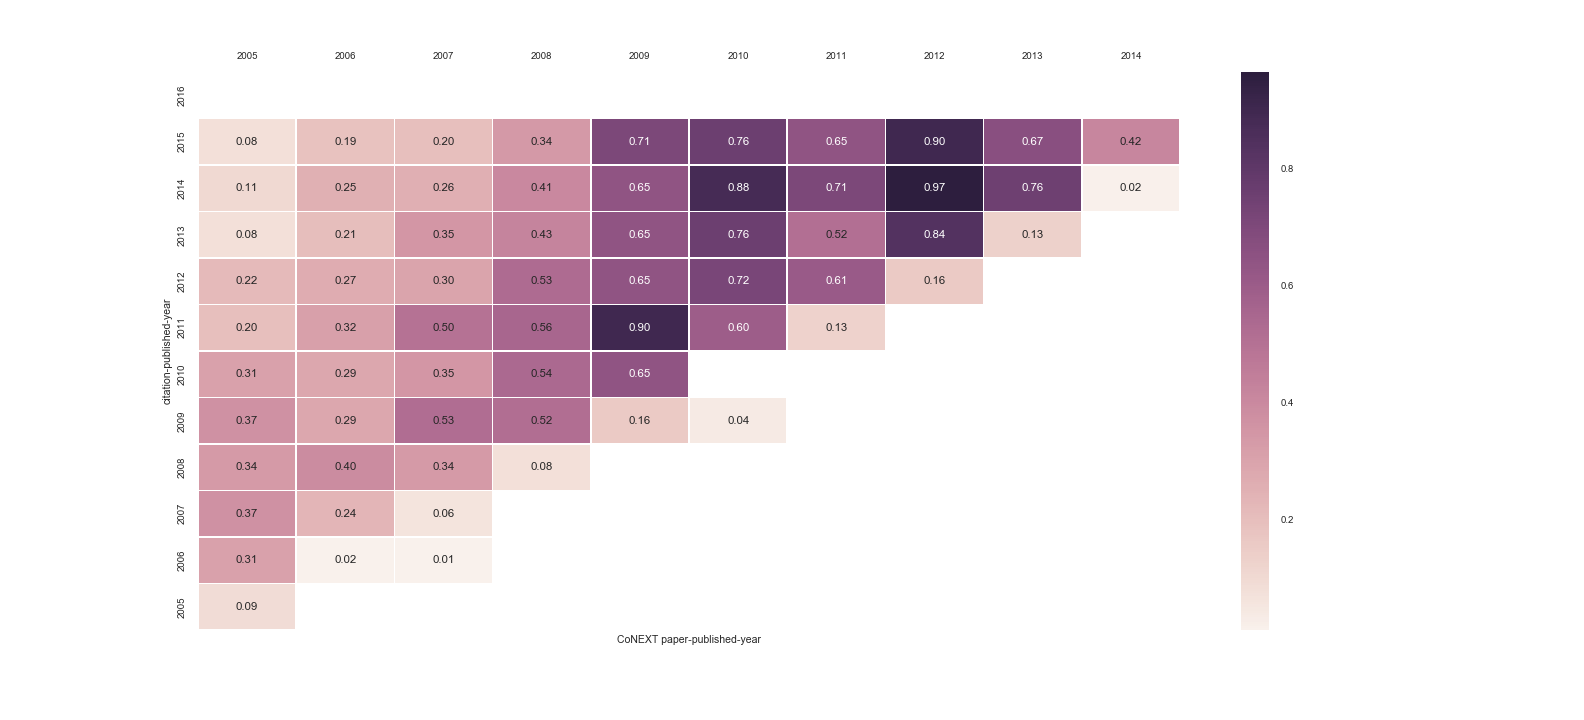 2005 2006 2007 2008 2009 2010 2011 2012 2013 2014
2016
2015 0.08 0.19 0.20 0.34 0.71 0.76 0.65 0.90 0.67 0.42
2014 0.11 0.25 0.26 0.41 0.65 0.88 0.71 0.97 0.76 0.02
2013 0.08 0.21 0.35 0.43 0.65 0.76 0.52 0.84 0.13
2012 0.22 0.27 0.30 0.53 0.65 0.72 0.61 0.16
2011 0.20 0.32 0.50 0.56 0.90 0.60 0.13
2010 0.31 0.29 0.35 0.54 0.65
2009 0.37 0.29 0.53 0.52 0.16 0.04
2008 0.34 0.40 0.34 0.08
2007 0.37 0.24 0.06
2006 0.31 0.02 0.01
2005 0.09
citation-published-year
CoNEXT paper-published-year
0.8
0.6
0.4
0.2